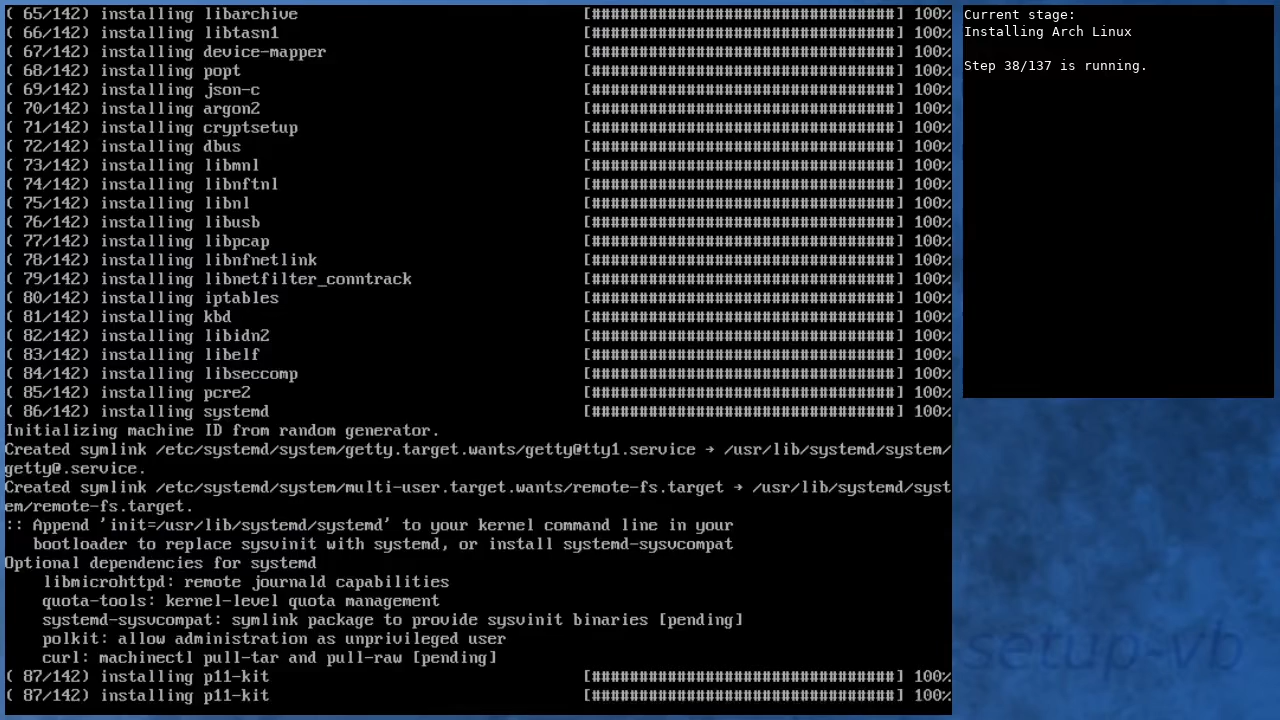 ( 65/142) installing libarchive [################################] 100%
( 66/142) installing libtasn1 [################################] 100%
( 67/142) installing device-mapper [################################] 100%
( 68/142) installing popt [################################] 100%
( 69/142) installing json-c [################################] 100%
( 70/142) installing argon2 [################################] 100%
( 71/142) installing cryptsetup [################################] 100%
( 72/142) installing dbus [################################] 100%
( 73/142) installing libmnl [################################] 100%
( 74/142) installing libnftnl [################################] 100%
( 75/142) installing libnl [################################] 100%
( 76/142) installing libusb [################################] 100%
( 77/142) installing libpcap [################################] 100%
( 78/142) installing libnfnetlink [################################] 100%
( 79/142) installing libnetfilter_conntrack [################################] 100%
( 80/142) installing iptables [################################] 100%
( 81/142) installing kbd [################################] 100%
( 82/142) installing libidn2 [################################] 100%
( 83/142) installing libelf [################################] 100%
( 84/142) installing libseccomp [################################] 100%
( 85/142) installing pcre2 [################################] 100%
( 86/142) installing systemd [################################] 100%
Initializing machine ID from random generator.
Created symlink /etc/systemd/system/getty.target.wants/getty@tty1.service → /usr/lib/systemd/system/
getty@.service.
Created symlink /etc/systemd/system/multi-user.target.wants/remote-fs.target → /usr/lib/systemd/syst
em/remote-fs.target.
:: Append 'init=/usr/lib/systemd/systemd' to your kernel command line in your
bootloader to replace sysvinit with systemd, or install systemd-sysvcompat
Optional dependencies for systemd
libmicrohttpd: remote journald capabilities
quota-tools: kernel-level quota management
systemd-sysvcompat: symlink package to provide sysvinit binaries [pending]
polkit: allow administration as unprivileged user
curl: machinectl pull-tar and pull-raw [pending]
( 87/142) installing p11-kit [################################] 100%
( 87/142) installing p11-kit [################################] 100%
Current stage:
Installing Arch Linux
Step 38/137 is running.
setup-vb